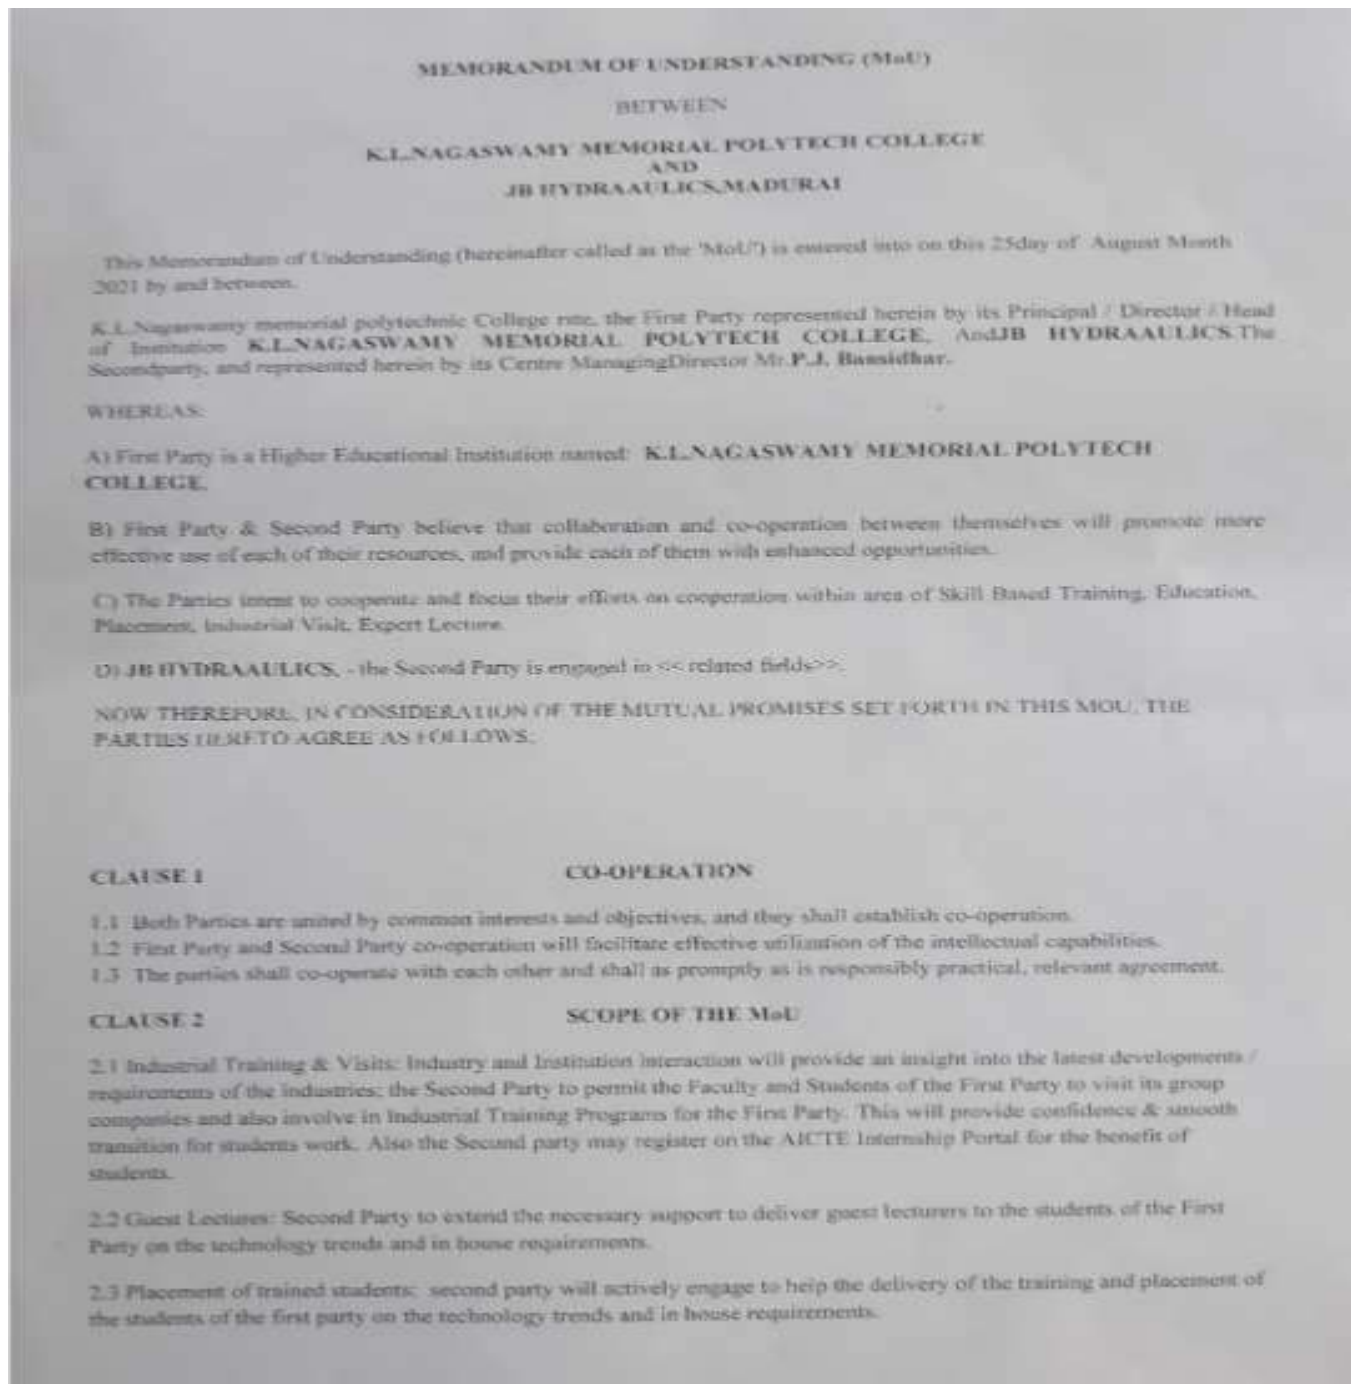 MEMORANDUM OF UNDERSTANDING (MoU)
BETWEEN
K.L.NAGASWAMY MEMORIAL POLYTECH COLLEGE
AND
JB HYDRAAULICS,MADURAI
This Memorandum of Understanding (hereinafter called as the 'MoU') is entered into on this 25day of August Month
2021 by and between.
K.L.Nagaswamy memorial polytechnic College the First Party represented herein by its Principal / Director / Head
of Institution K.L.NAGASWAMY MEMORIAL POLYTECH COLLEGE, AndJB HYDRAAULICS.The
Secondparty, and represented herein by its Centre ManagingDirector Mr.P.J. Bansidhar.
WHEREAS:
A) First Party is a Higher Educational Institution named: K.L.NAGASWAMY MEMORIAL POLYTECH
COLLEGE.
B) First Party & Second Party believe that collaboration and co-operation between themselves will promote more
effective use of each of their resources, and provide each of them with enhanced opportunities.
C) The Parties intent to cooperate and focus their efforts on cooperation within area of Skill Based Training, Education,
Placement, Industrial Visit, Expert Lecture.
D) JB HYDRAAULICS, - the Second Party is engaged in << related fields>>.
NOW THEREFORE, IN CONSIDERATION OF THE MUTUAL PROMISES SET FORTH IN THIS MOU, THE
PARTIES HERETO AGREE AS FOLLOWS:
CLAUSE 1 CO-OPERATION
1.1 Both Parties are united by common interests and objectives, and they shall establish co-operation.
1.2 First Party and Second Party co-operation will facilitate effective utilization of the intellectual capabilities.
1.3 The parties shall co-operate with each other and shall as promptly as is responsibly practical, relevant agreement.
CLAUSE 2 SCOPE OF THE MoU
2.1 Industrial Training & Visits: Industry and Institution interaction will provide an insight into the latest developments /
requirements of the industries; the Second Party to permit the Faculty and Students of the First Party to visit its group
companies and also involve in Industrial Training Programs for the First Party. This will provide confidence & smooth
transition for students work. Also the Second party may register on the AICTE Internship Portal for the benefit of
students.
2.2 Guest Lectures: Second Party to extend the necessary support to deliver guest lecturers to the students of the First
Party on the technology trends and in house requirements.
2.3 Placement of trained students: second party will actively engage to help the delivery of the training and placement of
the students of the first party on the technology trends and in house requirements.